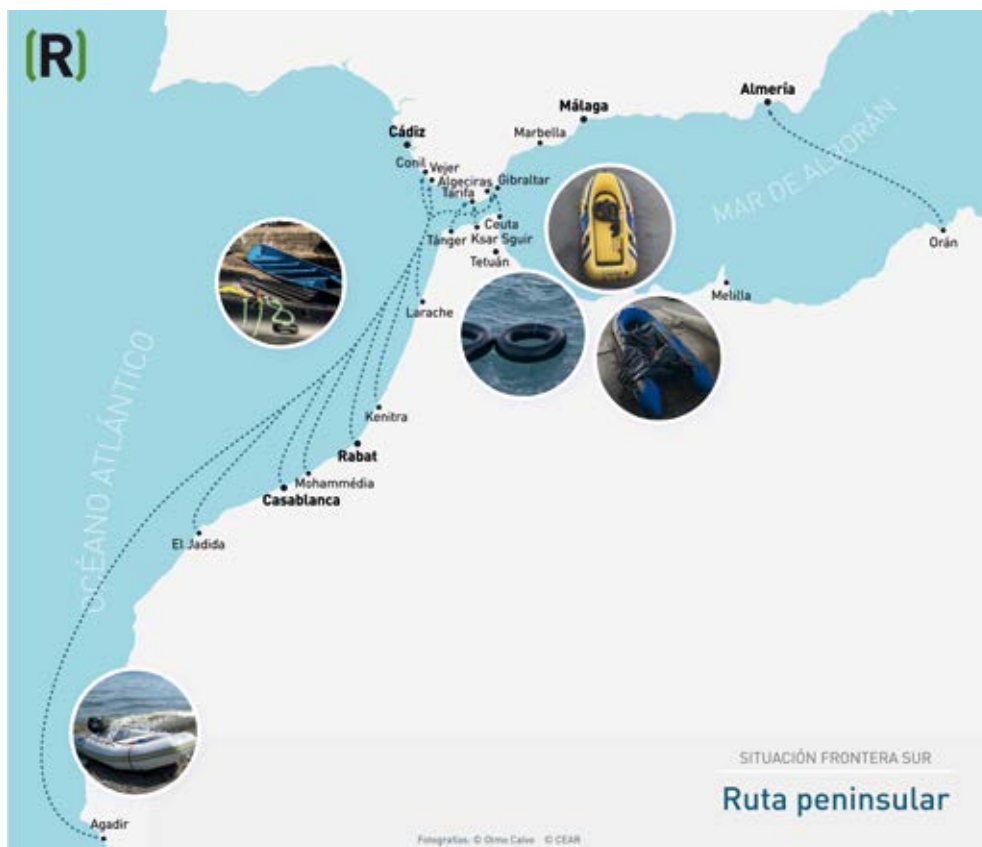 (R)
Almería
Málaga
Marbella
MAR DE ALBORÁN
Cádiz
Conil
Vejer
Algeciras
Gibraltar
Tarifa
Ceuta
Tánger
Ksar Sguir
Tetuán
Orán
Melilla
Larache
OCÉANO ATLÁNTICO
Kenitra
Rabat
Mohammédia
Casablanca
El Jadida
Agadir
SITUACIÓN FRONTERA SUR
Ruta peninsular
Fotografías: © Olmo Calvo © CEAR